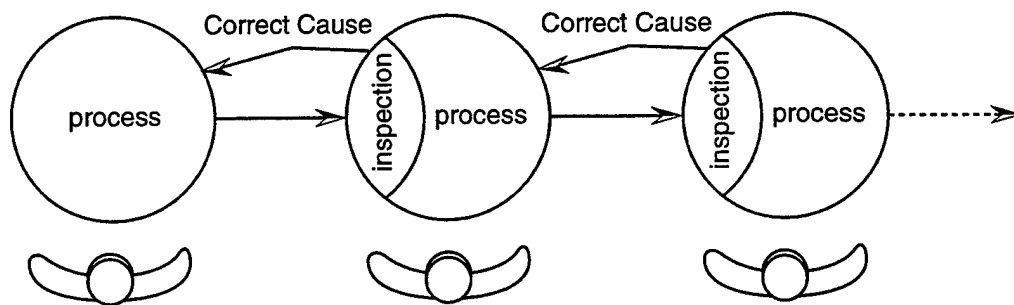 Correct Cause
Correct Cause
process
inspection
process
inspection
process